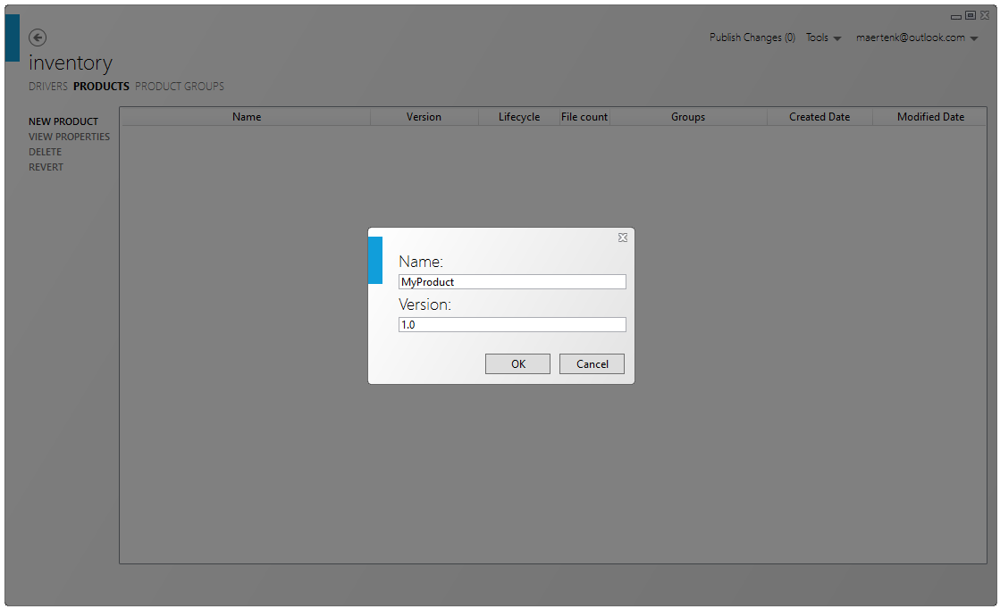 Publish Changes (0) Tools maertenk@outlook.com
inventory
DRIVERS PRODUCTS PRODUCT GROUPS
NEW PRODUCT
VIEW PROPERTIES
DELETE
REVERT
Name Version Lifecycle File count Groups Created Date Modified Date
Name:
MyProduct
Version:
1.0
OK Cancel